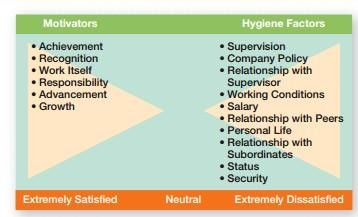 Motivators
• Achievement
• Recognition
• Work Itself
• Responsibility
• Advancement
• Growth
Hygiene Factors
• Supervision
• Company Policy
• Relationship with
Supervisor
• Working Conditions
• Salary
• Relationship with Peers
• Personal Life
• Relationship with
Subordinates
• Status
• Security
Extremely Satisfied
Neutral
Extremely Dissatisfied